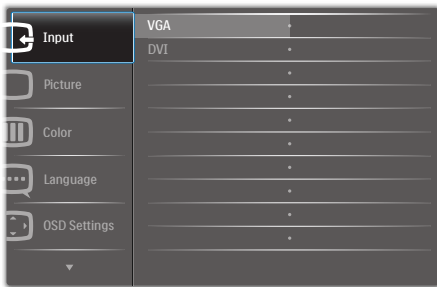 Input
VGA
DVI
Picture
Color
Language
OSD Settings